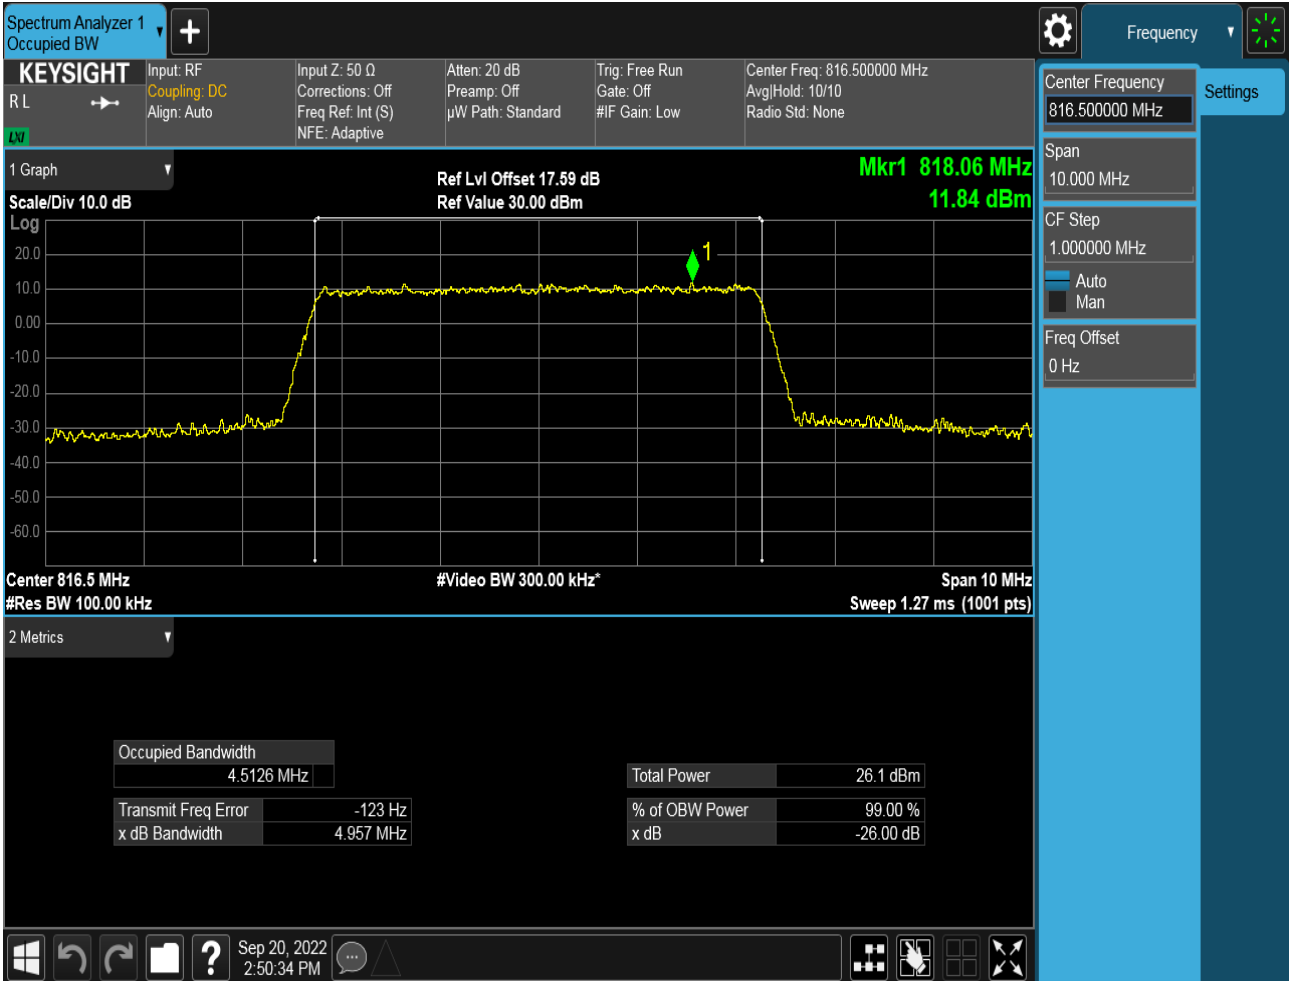 Spectrum Analyzer 1
Occupied BW
Frequency
KEYSIGHT
R L
LXI
Input: RF
Coupling: DC
Align: Auto
Input Z: 50 Ω
Corrections: Off
Freq Ref: Int (S)
NFE: Adaptive
Atten: 20 dB
Preamp: Off
µW Path: Standard
Trig: Free Run
Gate: Off
#IF Gain: Low
Center Freq: 816.500000 MHz
Avg|Hold: 10/10
Radio Std: None
Center Frequency
816.500000 MHz
Settings
Span
10.000 MHz
CF Step
1.000000 MHz
Auto
Man
Freq Offset
0 Hz
1 Graph
Scale/Div 10.0 dB
Log
Ref Lvl Offset 17.59 dB
Ref Value 30.00 dBm
Mkr1 818.06 MHz
11.84 dBm
1
20.0
10.0
0.00
-10.0
-20.0
-30.0
-40.0
-50.0
-60.0
Center 816.5 MHz
#Res BW 100.00 kHz
#Video BW 300.00 kHz*
Span 10 MHz
Sweep 1.27 ms (1001 pts)
2 Metrics
Occupied Bandwidth
4.5126 MHz
Transmit Freq Error -123 Hz
x dB Bandwidth 4.957 MHz
Total Power 26.1 dBm
% of OBW Power 99.00 %
x dB -26.00 dB
?
Sep 20, 2022
2:50:34 PM